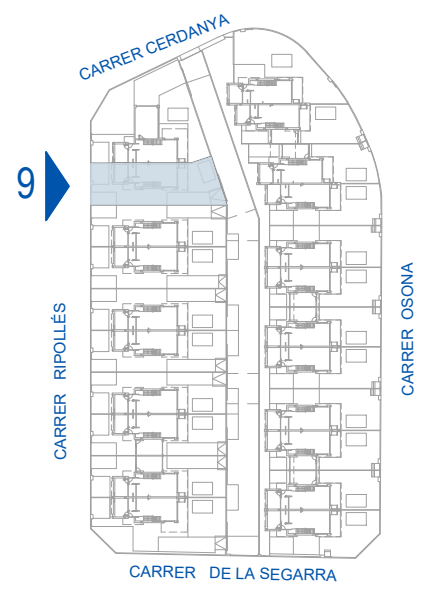 CARRER CERDANYA
9
CARRER RIPOLLÉS
CARRER OSONA
CARRER DE LA SEGARRA